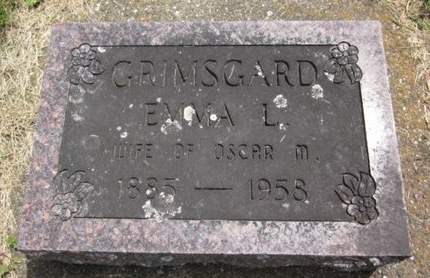 GRIMSGARD
EMMA L.
WIFE OF OSCAR M.
1885 — 1958